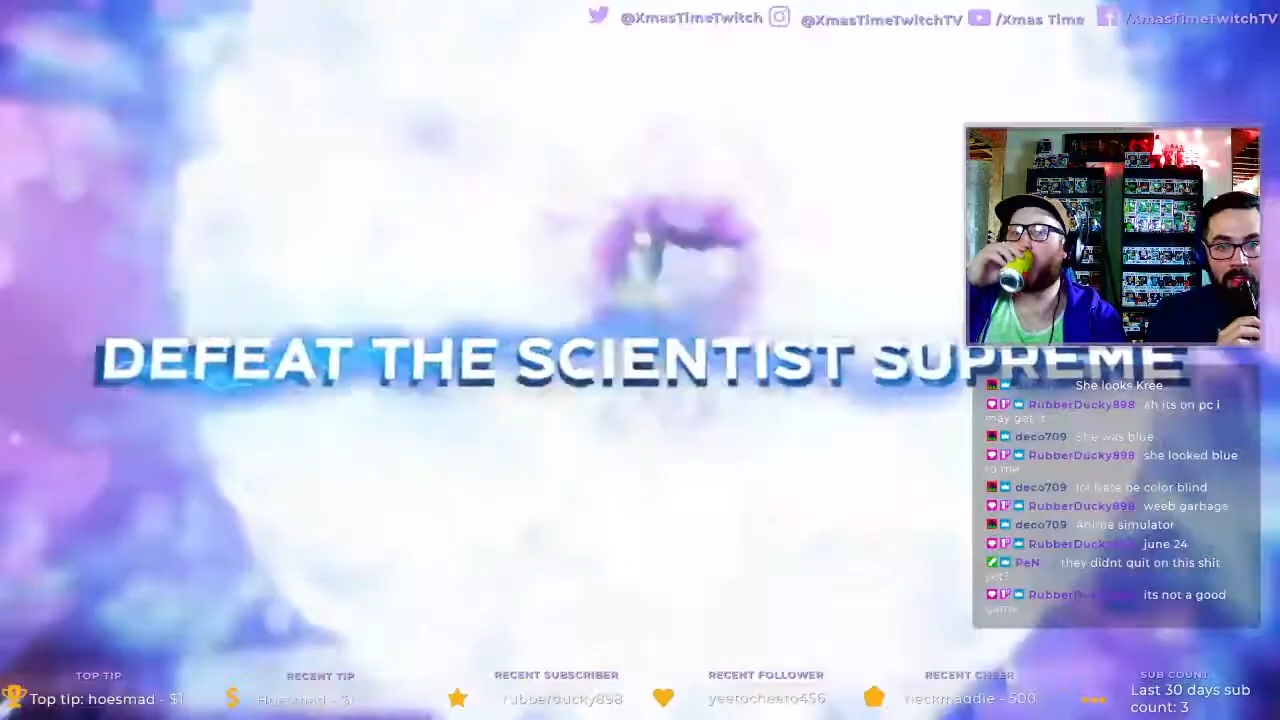 @XmasTimeTwitch @XmasTimeTwitchTV /Xmas Time /XmasTimeTwitchTV
DEFEAT THE SCIENTIST SUPREME
She looks Kree
RubberDucky898 ah its on pc i
may get it
deco709 She was blue
RubberDucky898 she looked blue
to me
deco709 lol hate be color blind
RubberDucky898 weeb garbage
deco709 Anime simulator
RubberDucky898 june 24
PeN they didnt quit on this shit
yet?
RubberDucky898 its not a good
game
TOP TIP RECENT TIP RECENT SUBSCRIBER RECENT FOLLOWER RECENT CHEER SUB COUNT
Top tip: hoesmad - $1 Hoesmad - $1 rubberducky898 yeetocheeto456 neckmaddie - 500 Last 30 days sub
count: 3